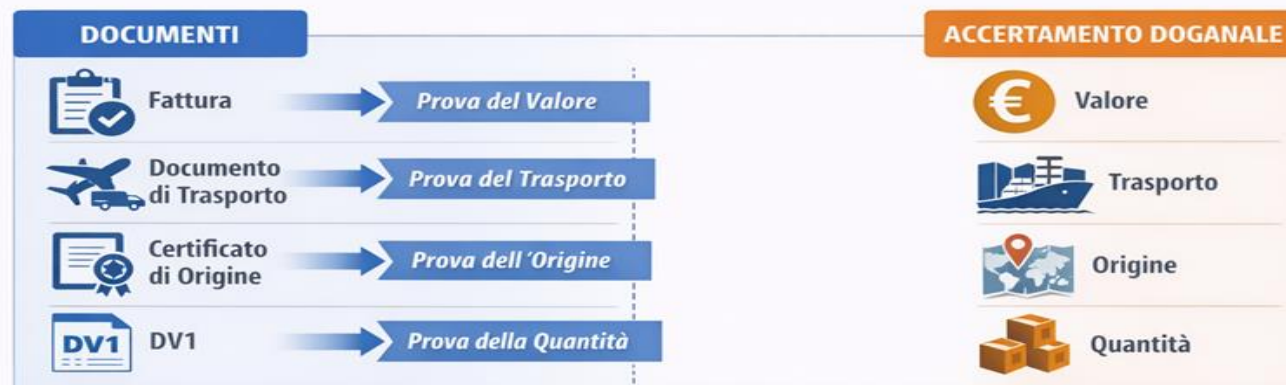 DOCUMENTI
ACCERTAMENTO DOGANALE
Fattura
Prova del Valore
Valore
Documento
di Trasporto
Prova del Trasporto
Trasporto
Certificato
di Origine
Prova dell´Origine
Origine
DV1
DV1
Prova della Quantità
Quantità